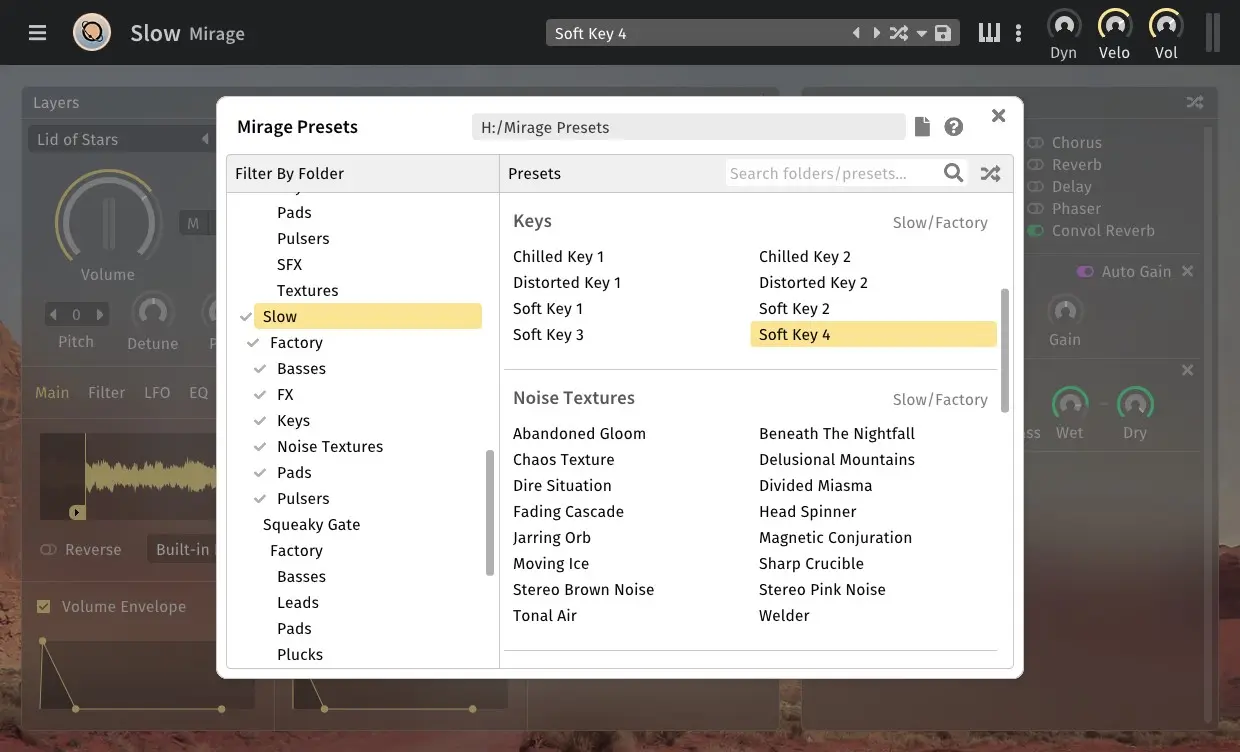 Slow Mirage
Soft Key 4
Dyn
Velo
Vol
Layers
Lid of Stars
M
Volume
0
Pitch
Detune
Main
Filter
LFO
EQ
Reverse
Built-in
Volume Envelope
Mirage Presets
H:/Mirage Presets
Filter By Folder
Pads
Pulsers
SFX
Textures
Slow
Factory
Basses
FX
Keys
Noise Textures
Pads
Pulsers
Squeaky Gate
Factory
Basses
Leads
Pads
Plucks
Presets
Search folders/presets...
Keys
Slow/Factory
Chilled Key 1
Chilled Key 2
Distorted Key 1
Distorted Key 2
Soft Key 1
Soft Key 2
Soft Key 3
Soft Key 4
Noise Textures
Slow/Factory
Abandoned Gloom
Beneath The Nightfall
Chaos Texture
Delusional Mountains
Dire Situation
Divided Miasma
Fading Cascade
Head Spinner
Jarring Orb
Magnetic Conjuration
Moving Ice
Sharp Crucible
Stereo Brown Noise
Stereo Pink Noise
Tonal Air
Welder
Chorus
Reverb
Delay
Phaser
Convol Reverb
Auto Gain
Gain
Wet
Dry